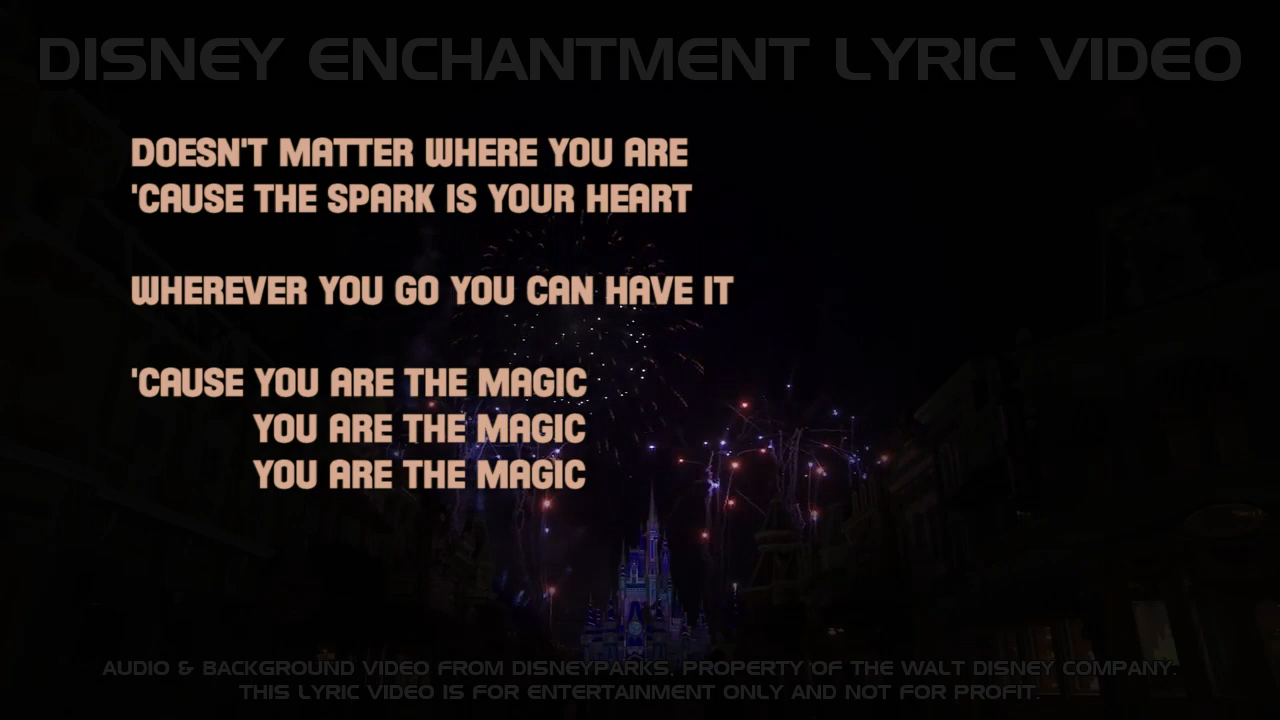 DISNEY ENCHANTMENT LYRIC VIDEO
DOESN'T MATTER WHERE YOU ARE
'CAUSE THE SPARK IS YOUR HEART
WHEREVER YOU GO YOU CAN HAVE IT
'CAUSE YOU ARE THE MAGIC
YOU ARE THE MAGIC
YOU ARE THE MAGIC
AUDIO & BACKGROUND VIDEO FROM DISNEYPARKS. PROPERTY OF THE WALT DISNEY COMPANY.
THIS LYRIC VIDEO IS FOR ENTERTAINMENT ONLY AND NOT FOR PROFIT.